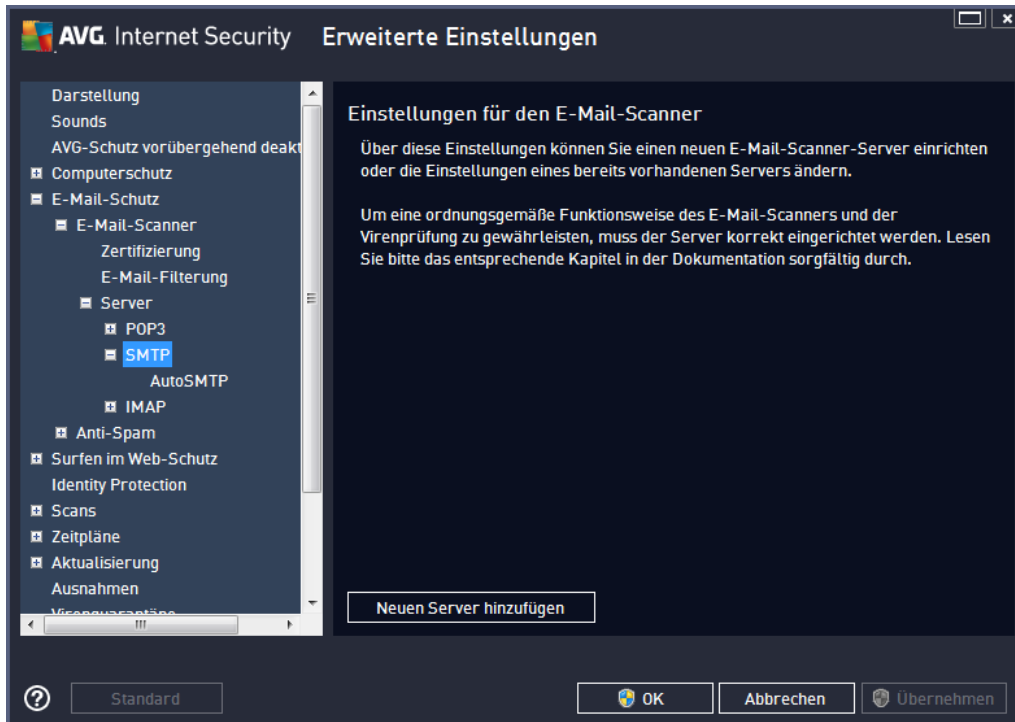 AVG. Internet Security Erweiterte Einstellungen
Darstellung
Sounds
AVG-Schutz vorübergehend deakt
Computerschutz
E-Mail-Schutz
E-Mail-Scanner
Zertifizierung
E-Mail-Filterung
Server
POP3
SMTP
AutoSMTP
IMAP
Anti-Spam
Surfen im Web-Schutz
Identity Protection
Scans
Zeitpläne
Aktualisierung
Ausnahmen
Virenquarantäne
Einstellungen für den E-Mail-Scanner
Über diese Einstellungen können Sie einen neuen E-Mail-Scanner-Server einrichten
oder die Einstellungen eines bereits vorhandenen Servers ändern.
Um eine ordnungsgemäße Funktionsweise des E-Mail-Scanners und der
Virenprüfung zu gewährleisten, muss der Server korrekt eingerichtet werden. Lesen
Sie bitte das entsprechende Kapitel in der Dokumentation sorgfältig durch.
Neuen Server hinzufügen
? Standard OK Abbrechen Übernehmen